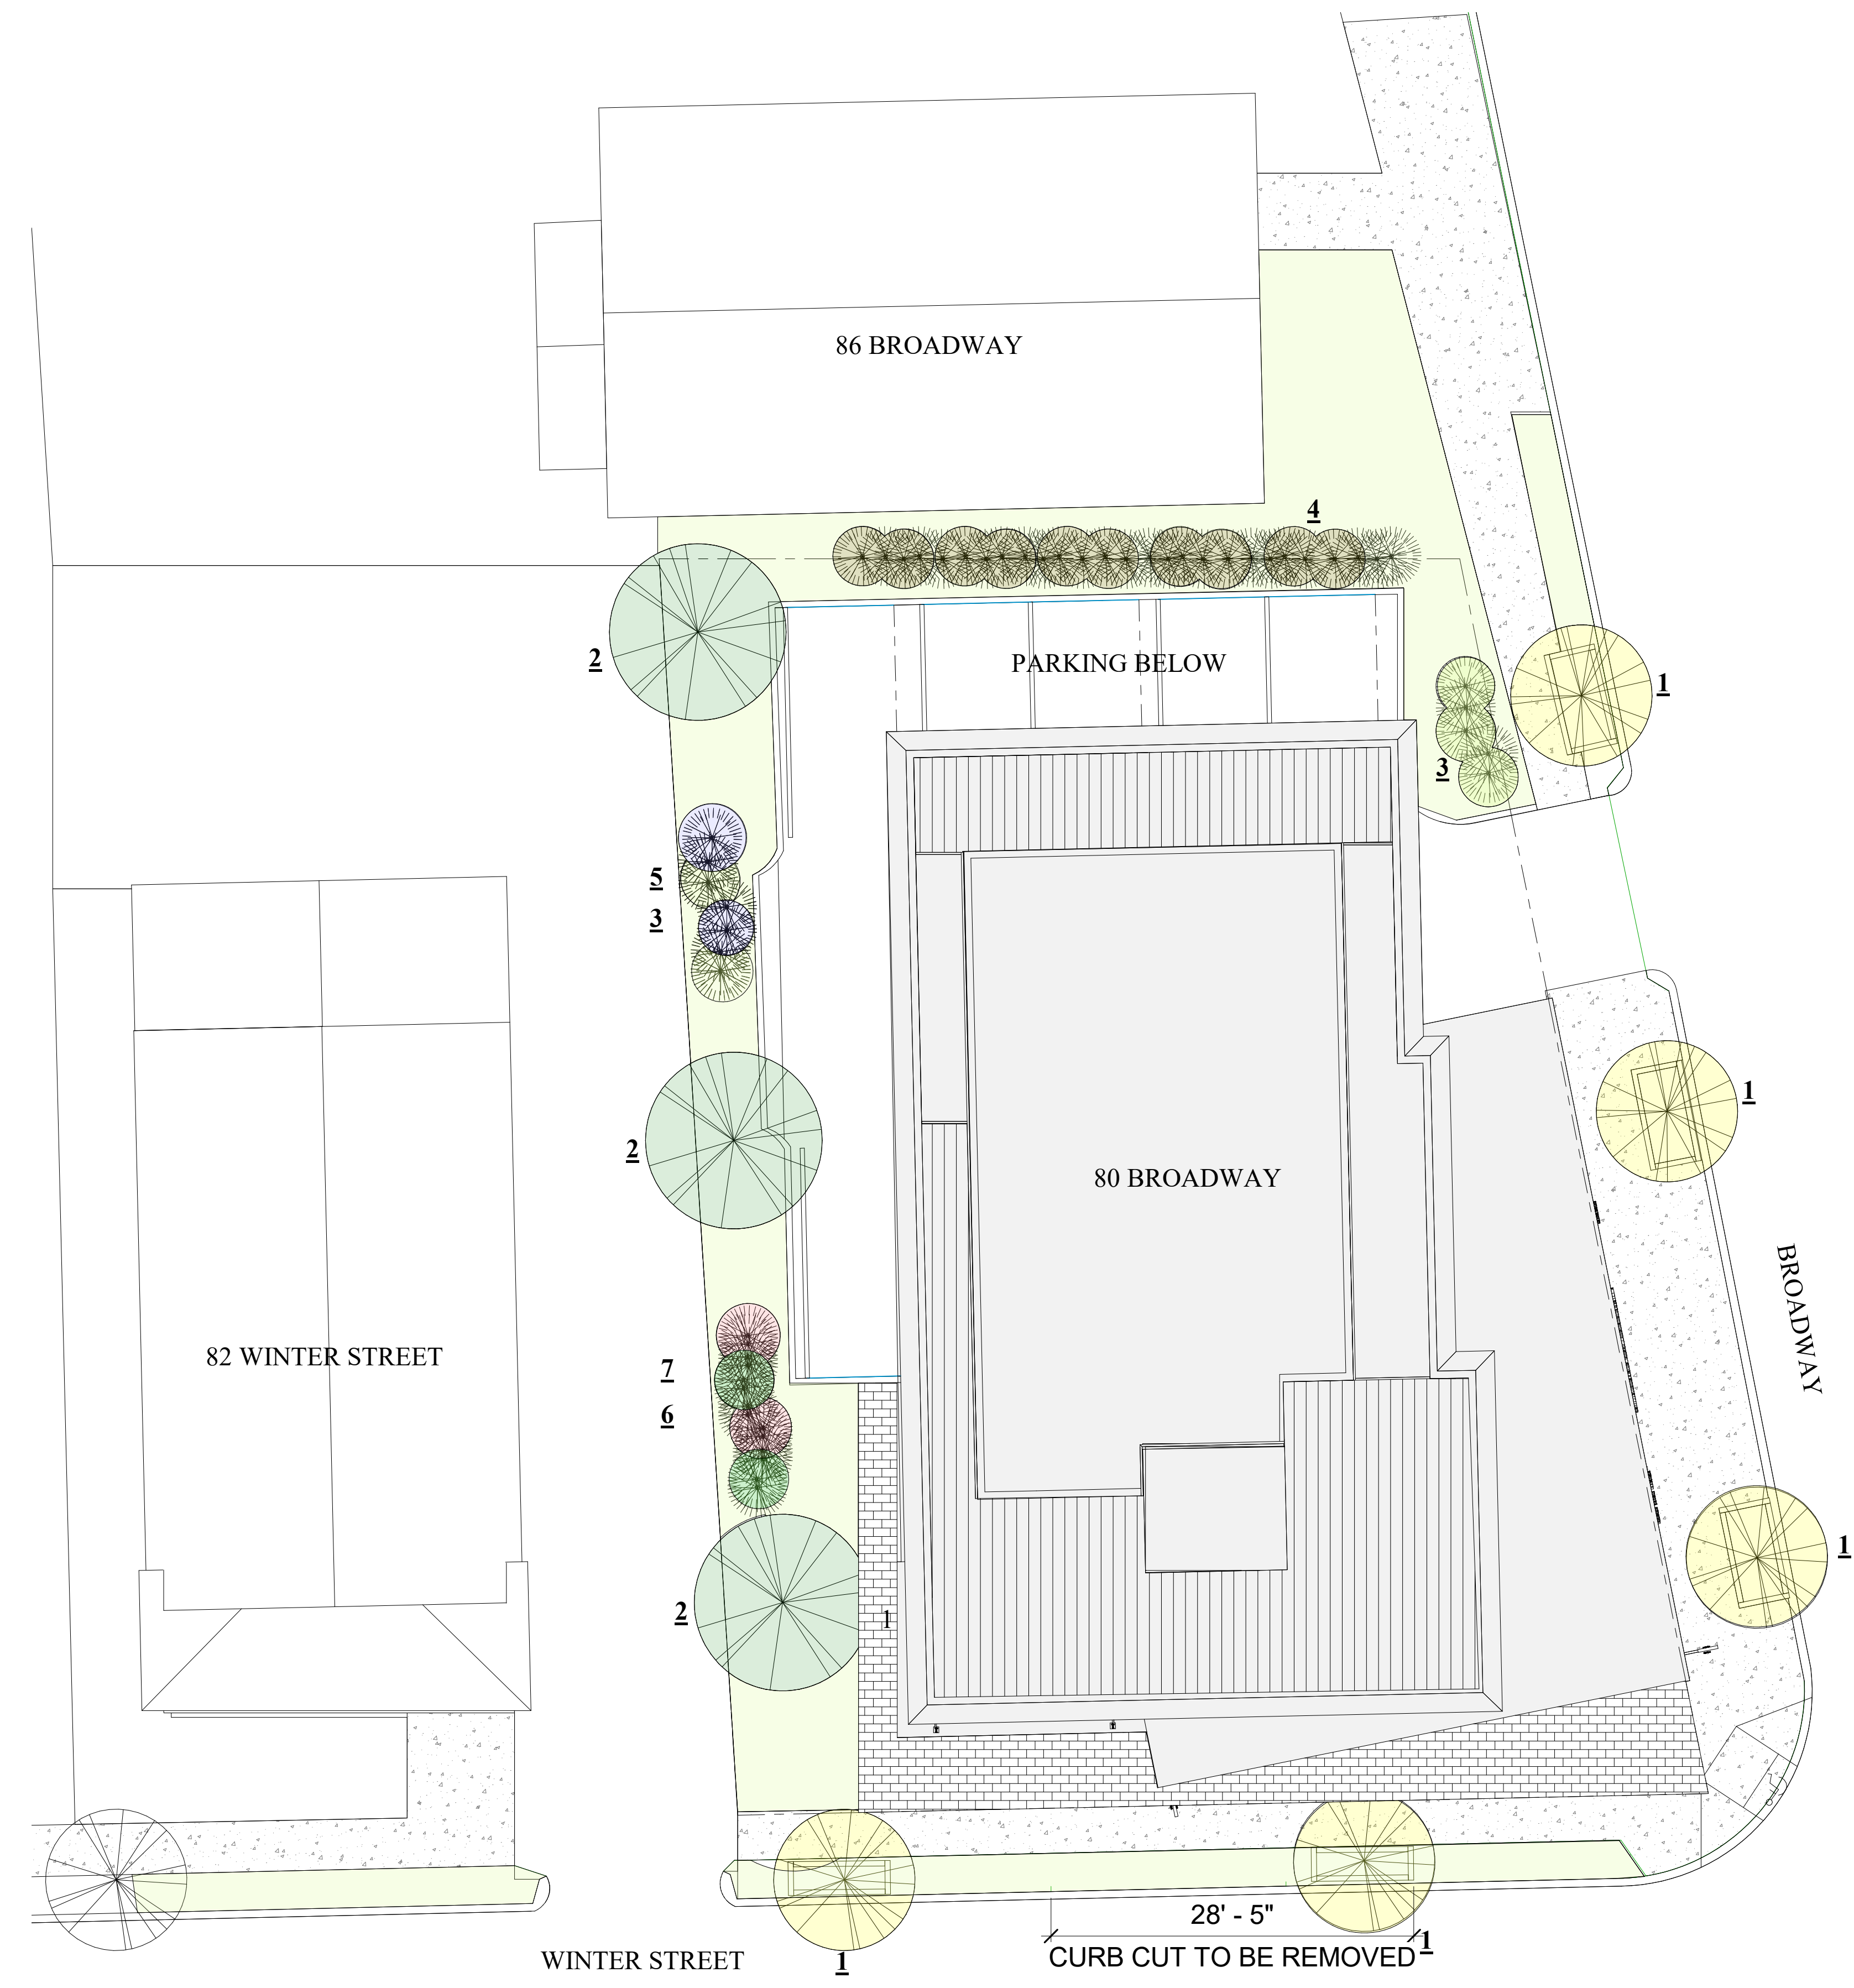 86 BROADWAY
4
2
PARKING BELOW
1
3
5
3
1
2
80 BROADWAY
BROADWAY
82 WINTER STREET
7
6
1
2
1
28' - 5"
WINTER STREET
1
CURB CUT TO BE REMOVED
1